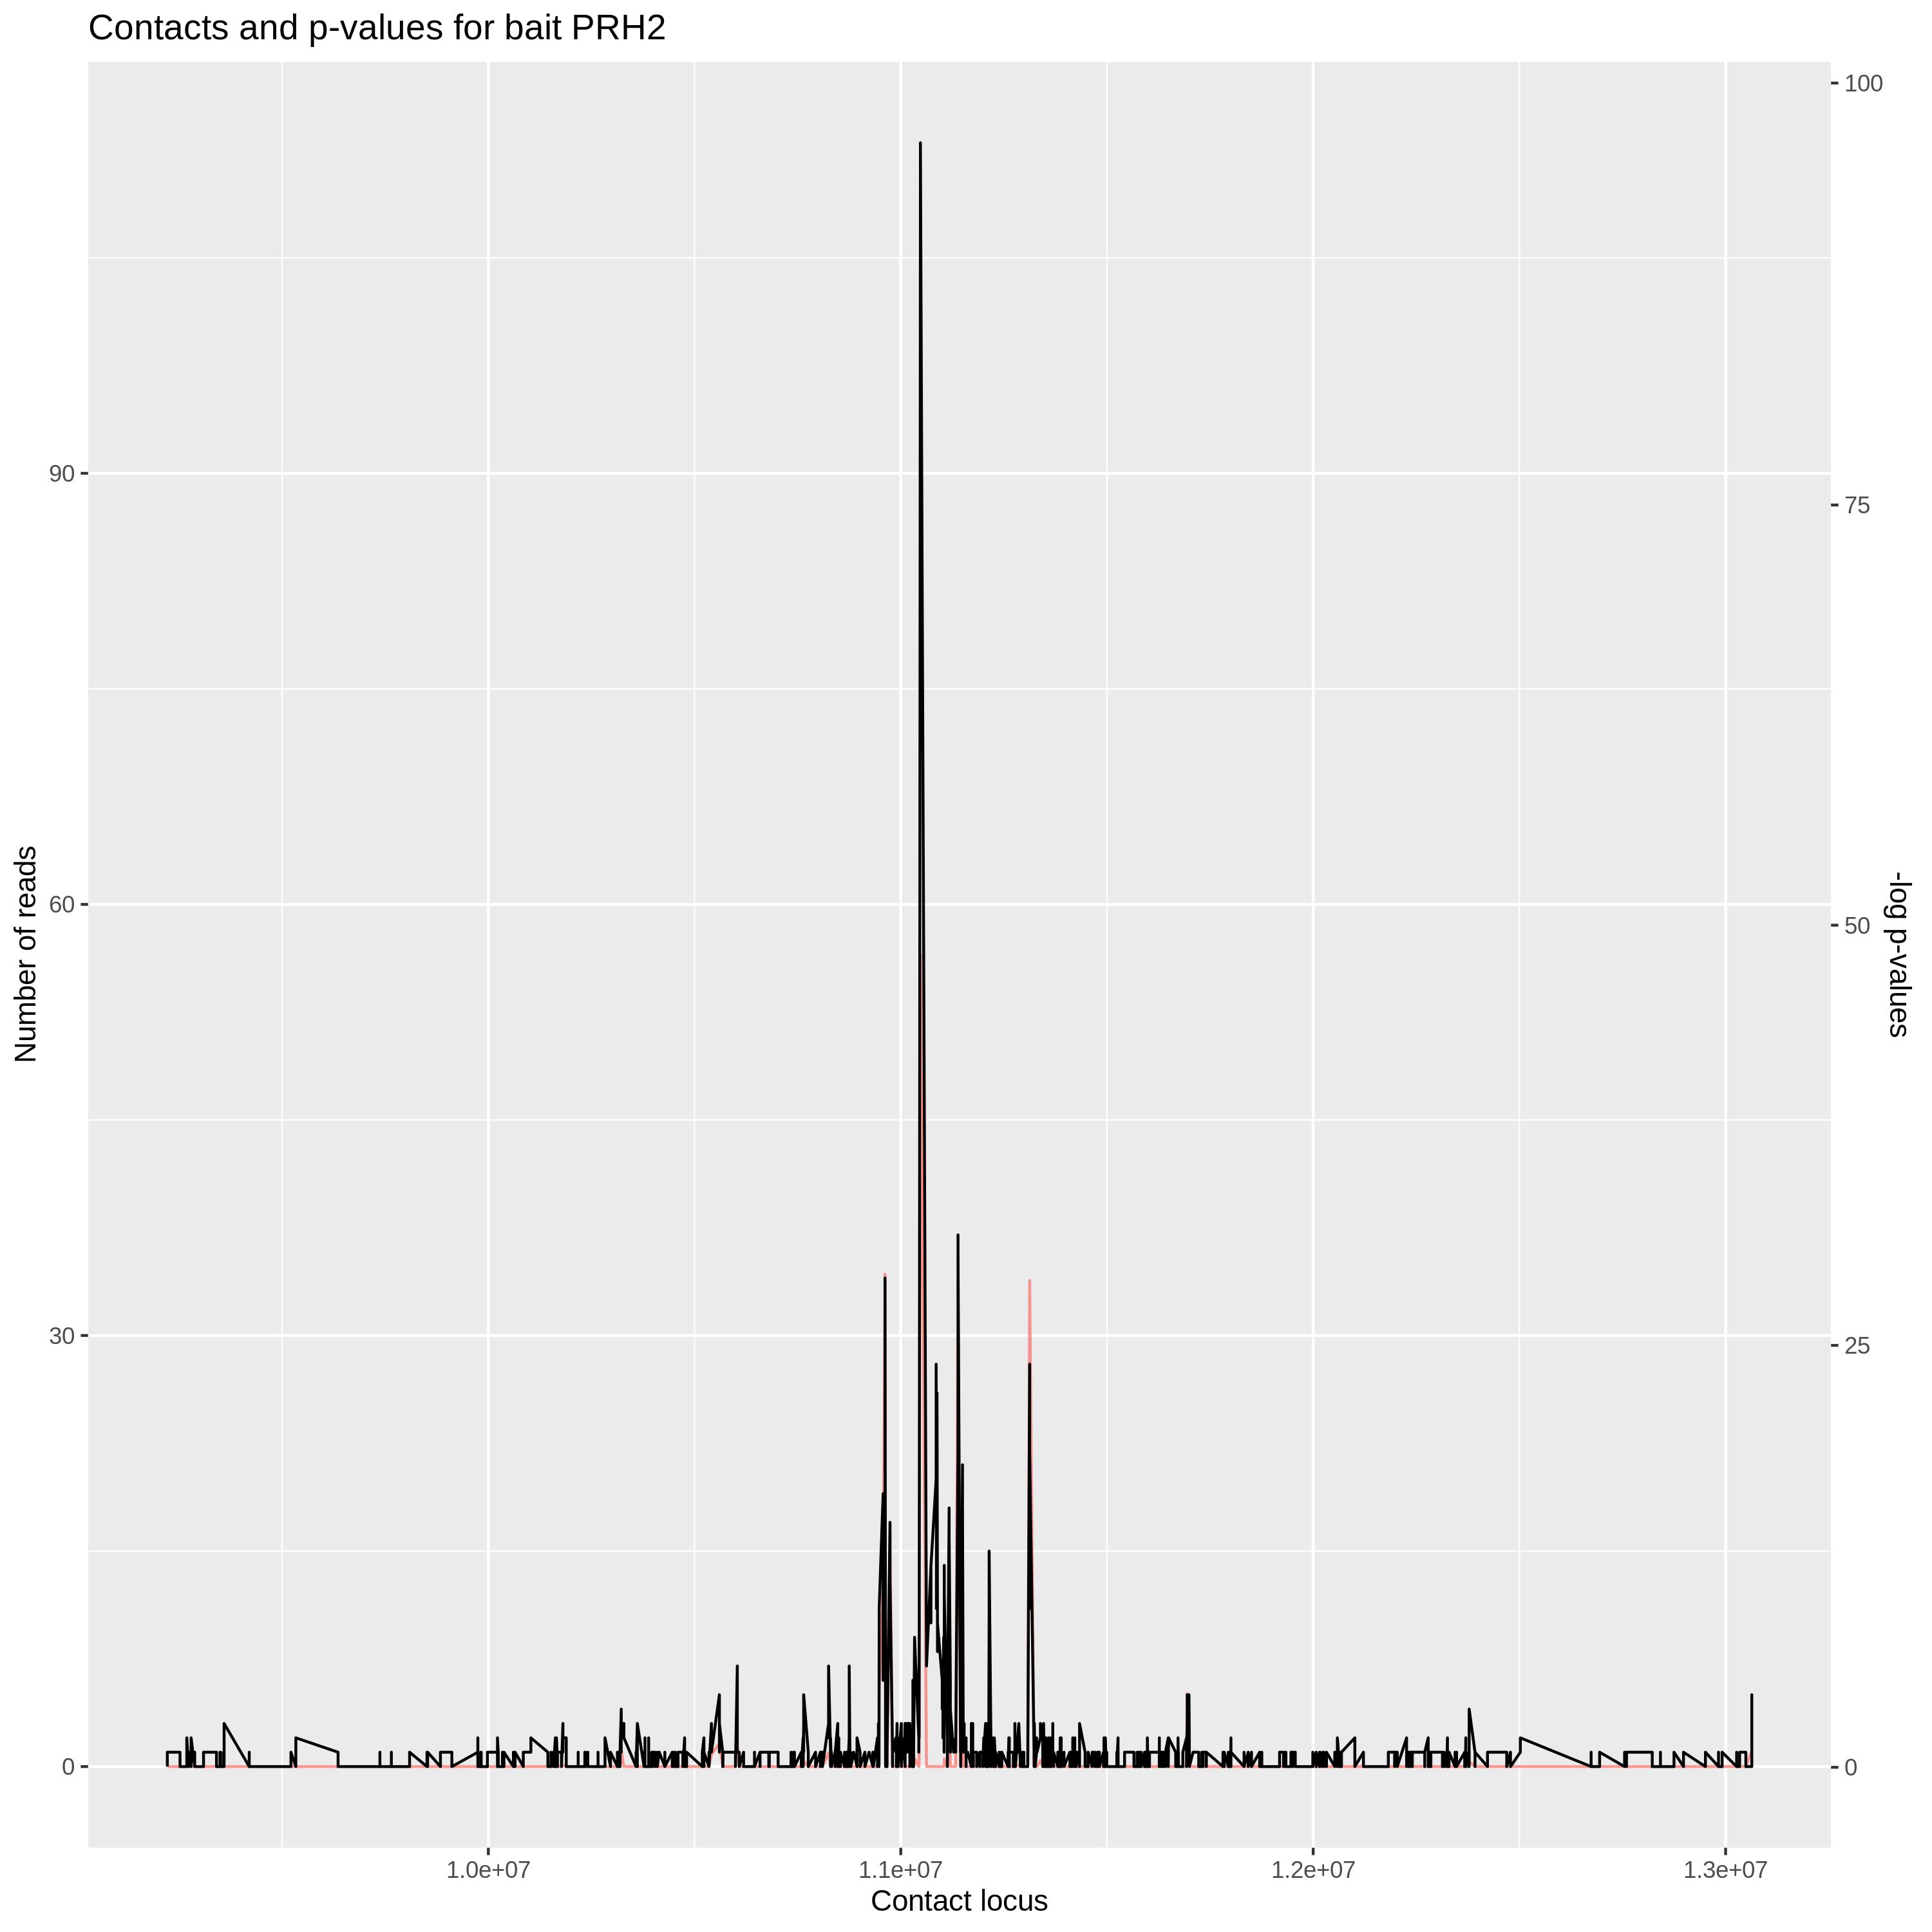 Contacts and p-values for bait PRH2
100
90
75
60
50
30
25
0
0
Number of reads
-log p-values
1.0e+07
1.1e+07
1.2e+07
1.3e+07
Contact locus